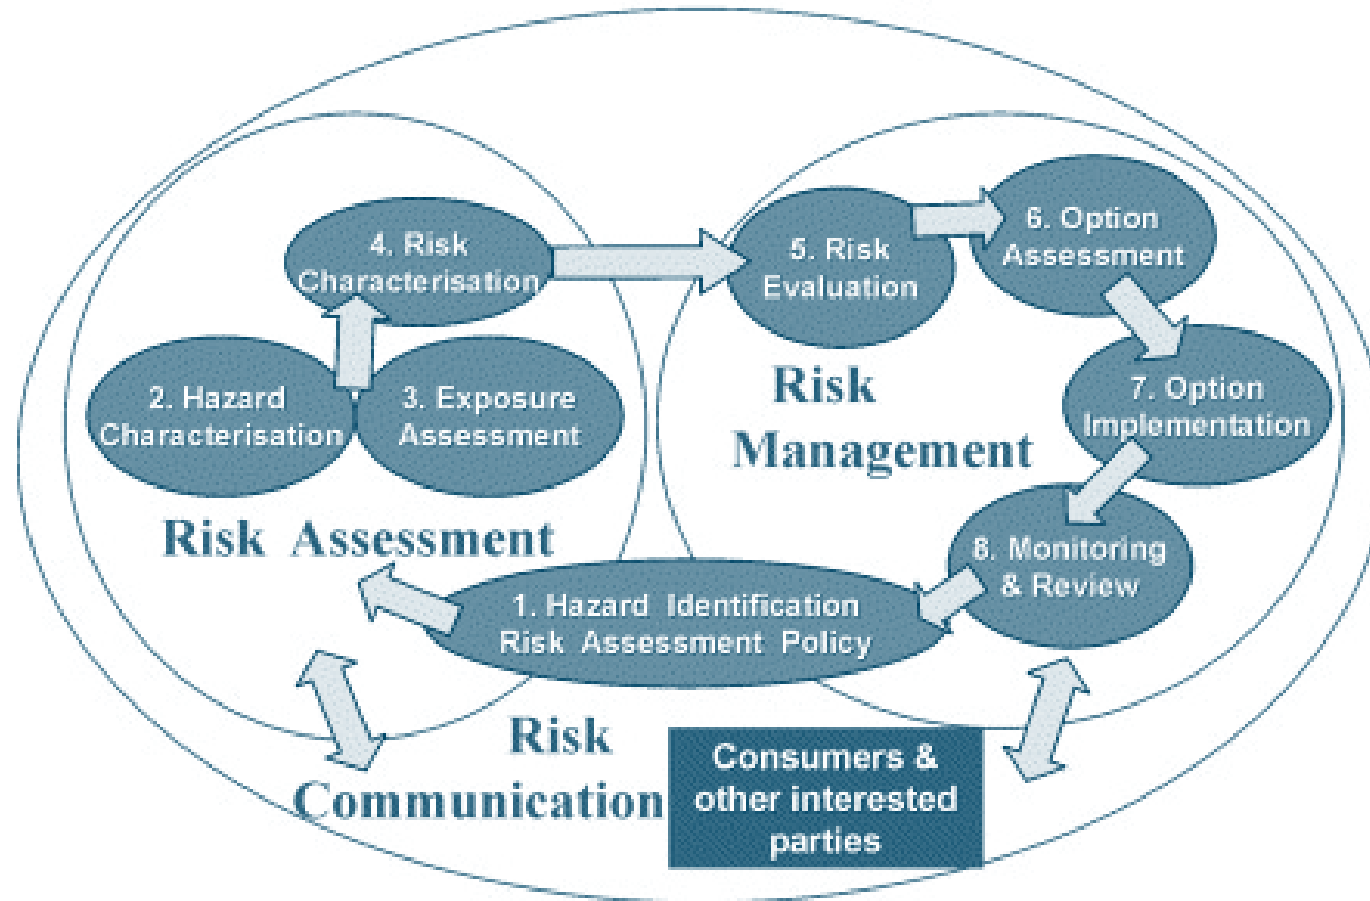 4. Risk
Characterisation
5. Risk
Evaluation
6. Option
Assessment
2. Hazard
Characterisation
3. Exposure
Assessment
Risk
Management
7. Option
Implementation
Risk Assessment
8. Monitoring
& Review
1. Hazard Identification
Risk Assessment Policy
Risk
Communication
Consumers &
other interested
parties